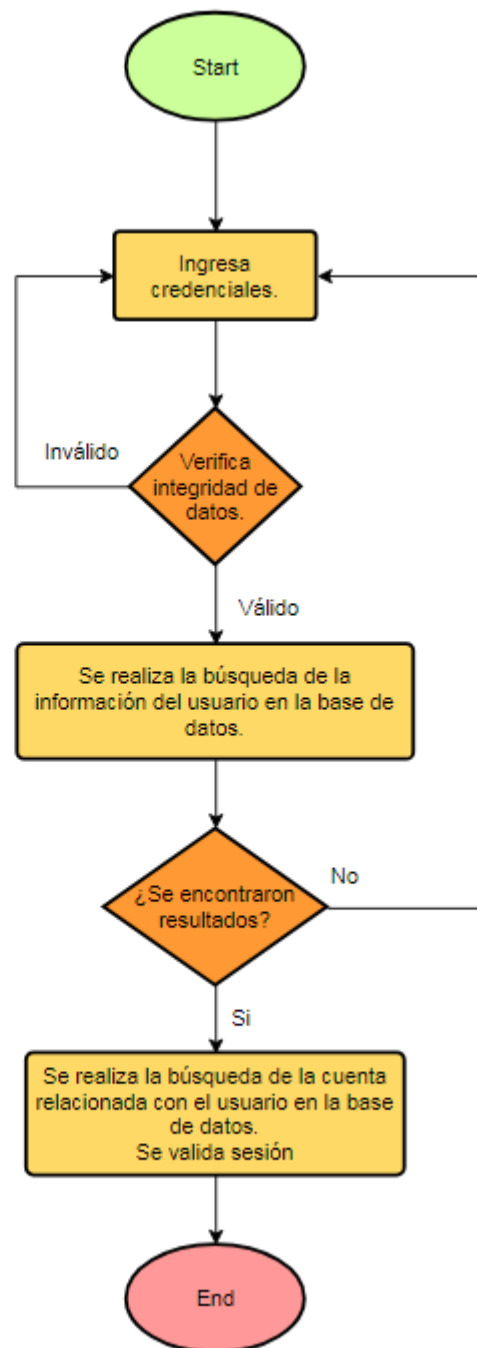 Start
Ingresa
credenciales.
Inválido
Verifica
integridad de
datos.
Válido
Se realiza la búsqueda de la
información del usuario en la base de
datos.
¿Se encontraron
resultados?
No
Si
Se realiza la búsqueda de la cuenta
relacionada con el usuario en la base
de datos.
Se valida sesión
End